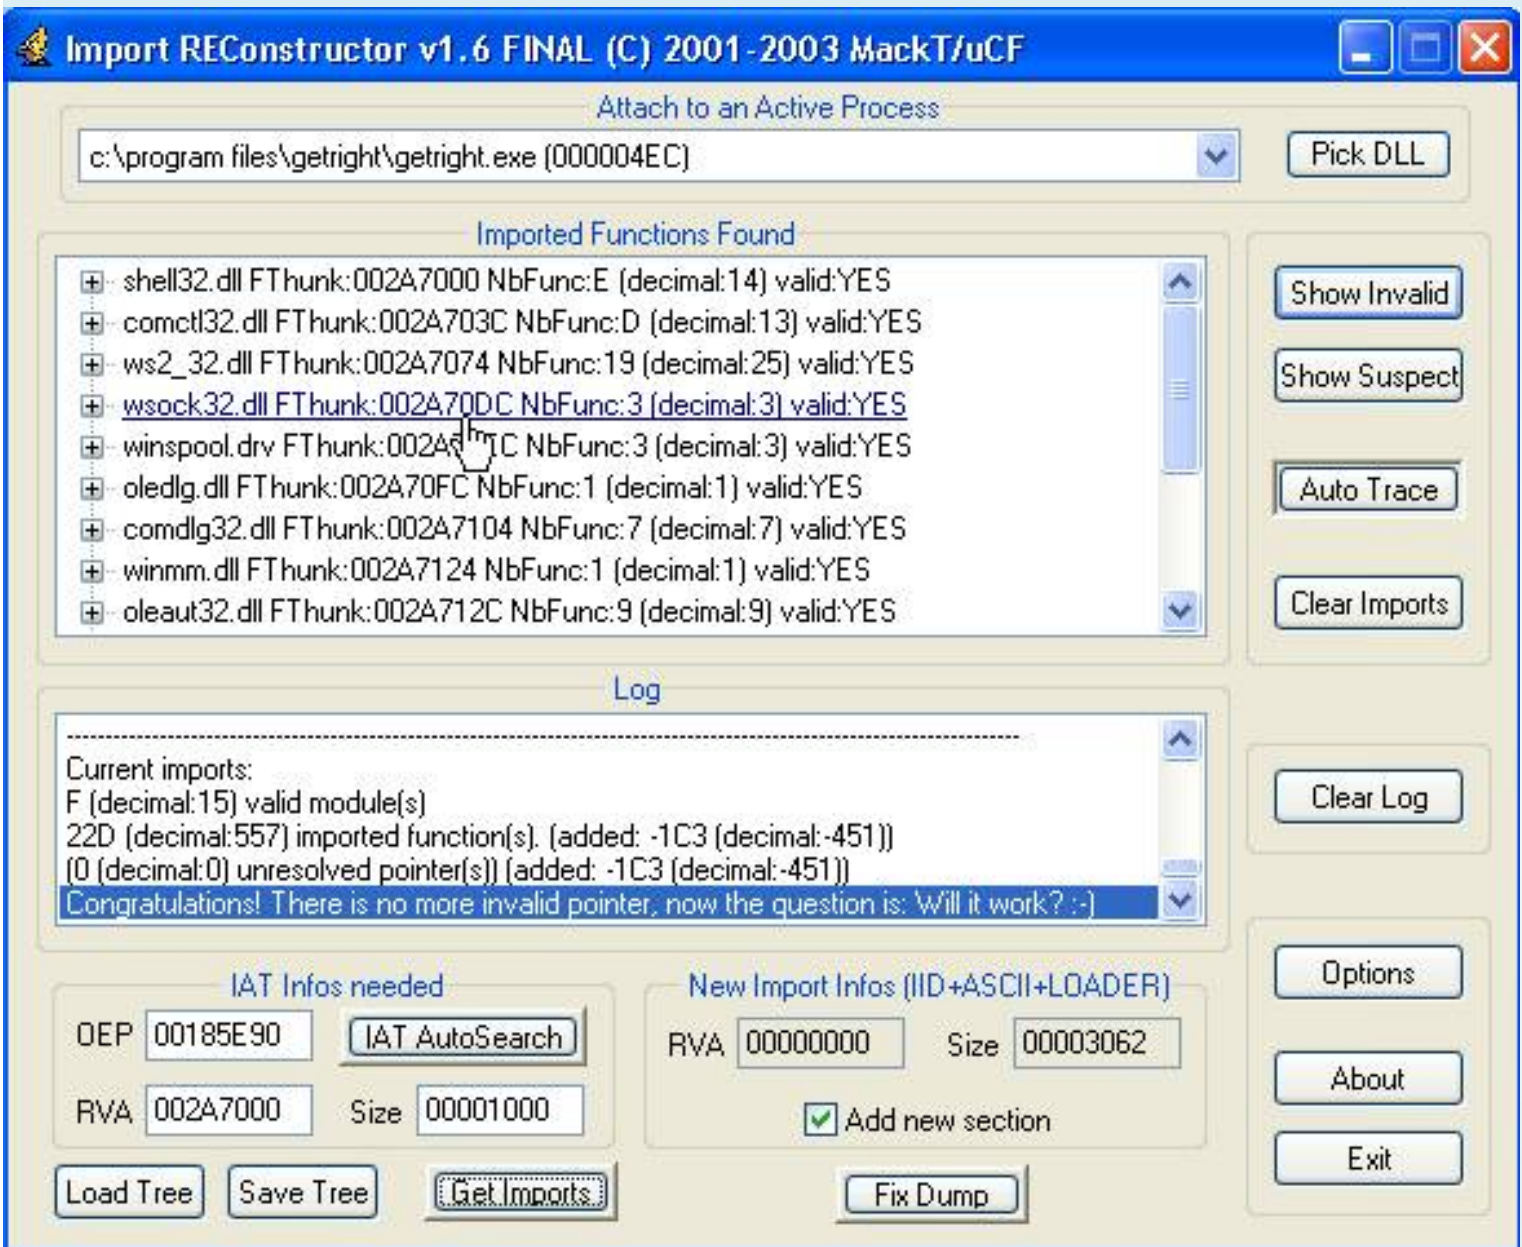 Import REConstructor v1.6 FINAL (C) 2001-2003 MackT/uCF
Attach to an Active Process
c:\program files\getright\getright.exe (000004EC)
Pick DLL
Imported Functions Found
shell32.dll FThunk:002A7000 NbFunc:E (decimal:14) valid:YES
comctl32.dll FThunk:002A703C NbFunc:D (decimal:13) valid:YES
ws2_32.dll FThunk:002A7074 NbFunc:19 (decimal:25) valid:YES
wsock32.dll FThunk:002A70DC NbFunc:3 (decimal:3) valid:YES
winspool.drv NbFunc:3 (decimal:3) valid:YES
oledlg.dll FThunk:002A70FC NbFunc:1 (decimal:1) valid:YES
comdlg32.dll FThunk:002A7104 NbFunc:7 (decimal:7) valid:YES
winmm.dll FThunk:002A7124 NbFunc:1 (decimal:1) valid:YES
oleaut32.dll FThunk:002A712C NbFunc:9 (decimal:9) valid:YES
Show Invalid
Show Suspect
Auto Trace
Clear Imports
Log
Current imports:
F (decimal:15) valid module(s)
22D (decimal:557) imported function(s). (added: -1C3 (decimal:-451))
(0 (decimal:0) unresolved pointer(s)) (added: -1C3 (decimal:-451))
Congratulations! There is no more invalid pointer, now the question is: Will it work? :-)
Clear Log
IAT Infos needed
OEP 00185E90 IAT AutoSearch
RVA 002A7000 Size 00001000
New Import Infos (IID+ASCII+LOADER)
RVA 00000000 Size 00003062
Add new section
Options
About
Exit
Load Tree Save Tree Get Imports Fix Dump